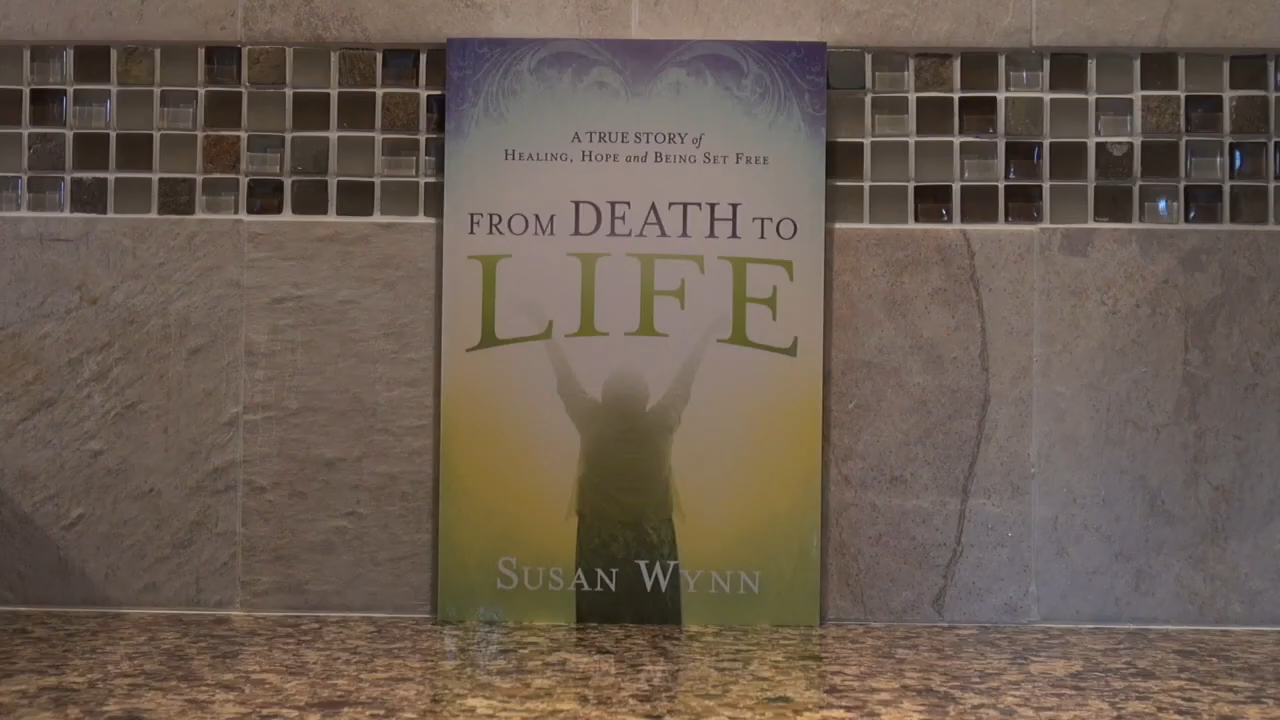 A TRUE STORY of
HEALING, HOPE and BEING SET FREE
FROM DEATH TO
LIFE
SUSAN WYNN